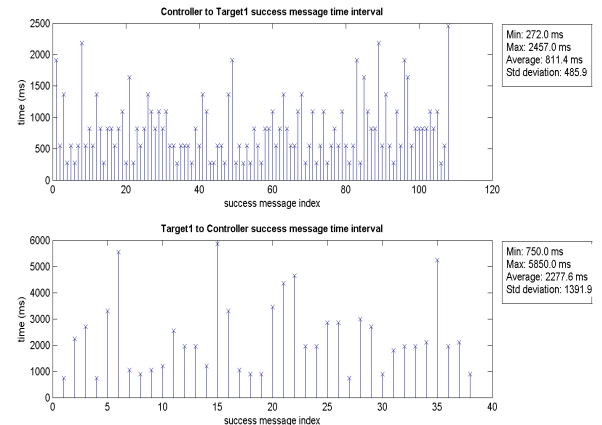 Controller to Target1 success message time interval
2500
2000
1500
1000
500
0
time (ms)
0 20 40 60 80 100 120
success message index
Min: 272.0 ms
Max: 2457.0 ms
Average: 811.4 ms
Std deviation: 485.9
Target1 to Controller success message time interval
6000
5000
4000
3000
2000
1000
0
time (ms)
0 5 10 15 20 25 30 35 40
success message index
Min: 750.0 ms
Max: 5850.0 ms
Average: 2277.6 ms
Std deviation: 1391.9